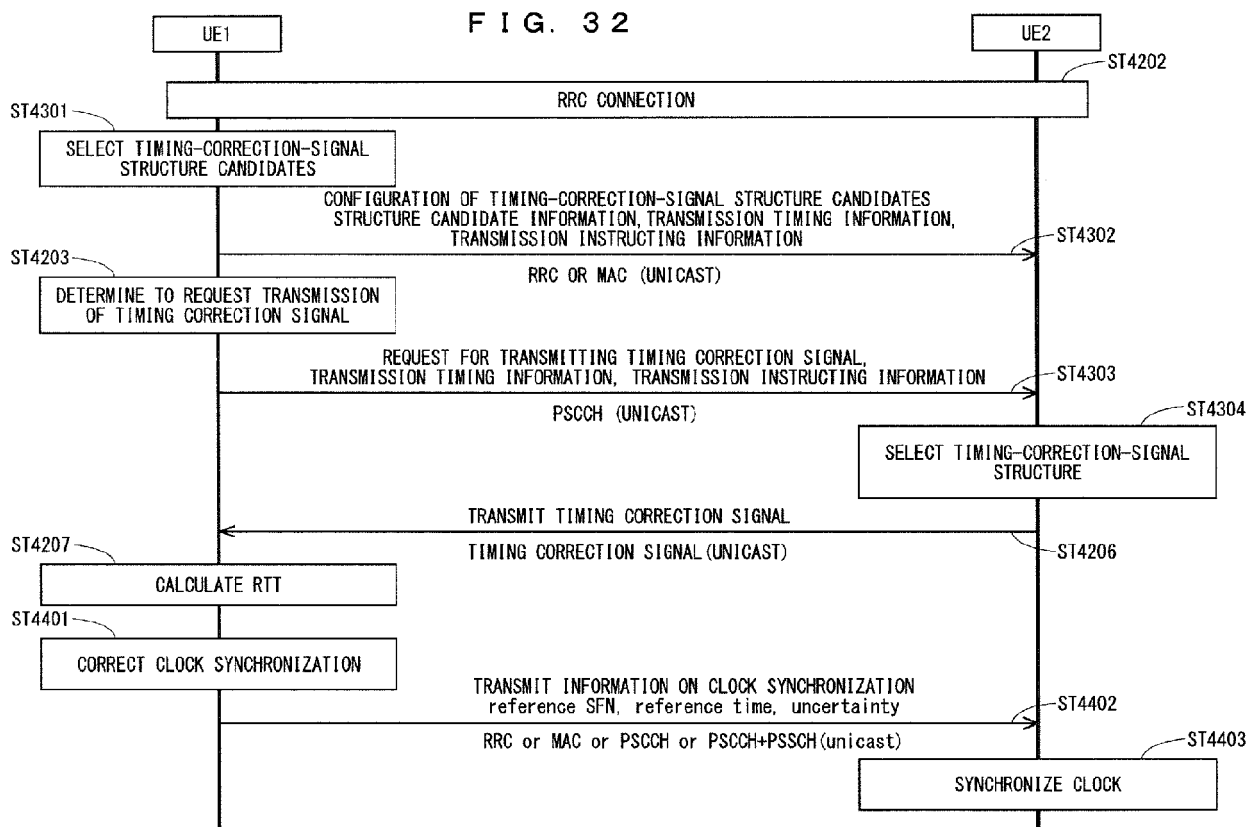 FIG. 32
UE1
UE2
ST4202
RRC CONNECTION
ST4301
SELECT TIMING-CORRECTION-SIGNAL
STRUCTURE CANDIDATES
CONFIGURATION OF TIMING-CORRECTION-SIGNAL STRUCTURE CANDIDATES
STRUCTURE CANDIDATE INFORMATION, TRANSMISSION TIMING INFORMATION,
TRANSMISSION INSTRUCTING INFORMATION
ST4302
RRC OR MAC (UNICAST)
ST4203
DETERMINE TO REQUEST TRANSMISSION
OF TIMING CORRECTION SIGNAL
REQUEST FOR TRANSMITTING TIMING CORRECTION SIGNAL,
TRANSMISSION TIMING INFORMATION, TRANSMISSION INSTRUCTING INFORMATION
ST4303
PSCCH (UNICAST)
ST4304
SELECT TIMING-CORRECTION-SIGNAL
STRUCTURE
TRANSMIT TIMING CORRECTION SIGNAL
TIMING CORRECTION SIGNAL(UNICAST)
ST4206
ST4207
CALCULATE RTT
ST4401
CORRECT CLOCK SYNCHRONIZATION
TRANSMIT INFORMATION ON CLOCK SYNCHRONIZATION
reference SFN, reference time, uncertainty
ST4402
RRC or MAC or PSCCH or PSCCH+PSSCH(unicast)
ST4403
SYNCHRONIZE CLOCK